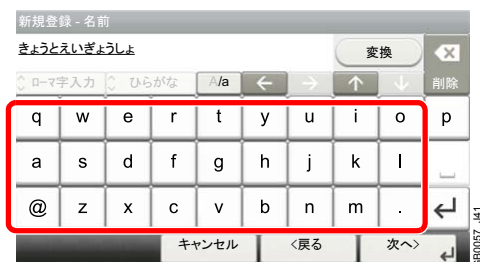 新規登録 - 名前
きょうとえいぎょうしょ 変換
ローマ字入力 ひらがな A/a ← → ↑ ↓ 削除
q w e r t y u i o p
a s d f g h j k l
@ z x c v b n m .
キャンセル <戻る 次へ>